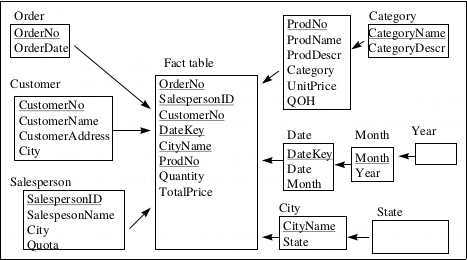 Order
OrderNo
OrderDate
Customer
CustomerNo
CustomerName
CustomerAddress
City
Salesperson
SalespersonID
SalespesonName
City
Quota
Fact table
OrderNo
SalespersonID
CustomerNo
DateKey
CityName
ProdNo
Quantity
TotalPrice
ProdNo
ProdName
ProdDescr
Category
UnitPrice
QOH
Category
CategoryName
CategoryDescr
Date
DateKey
Date
Month
Month
Month
Year
Year
City
CityName
State
State